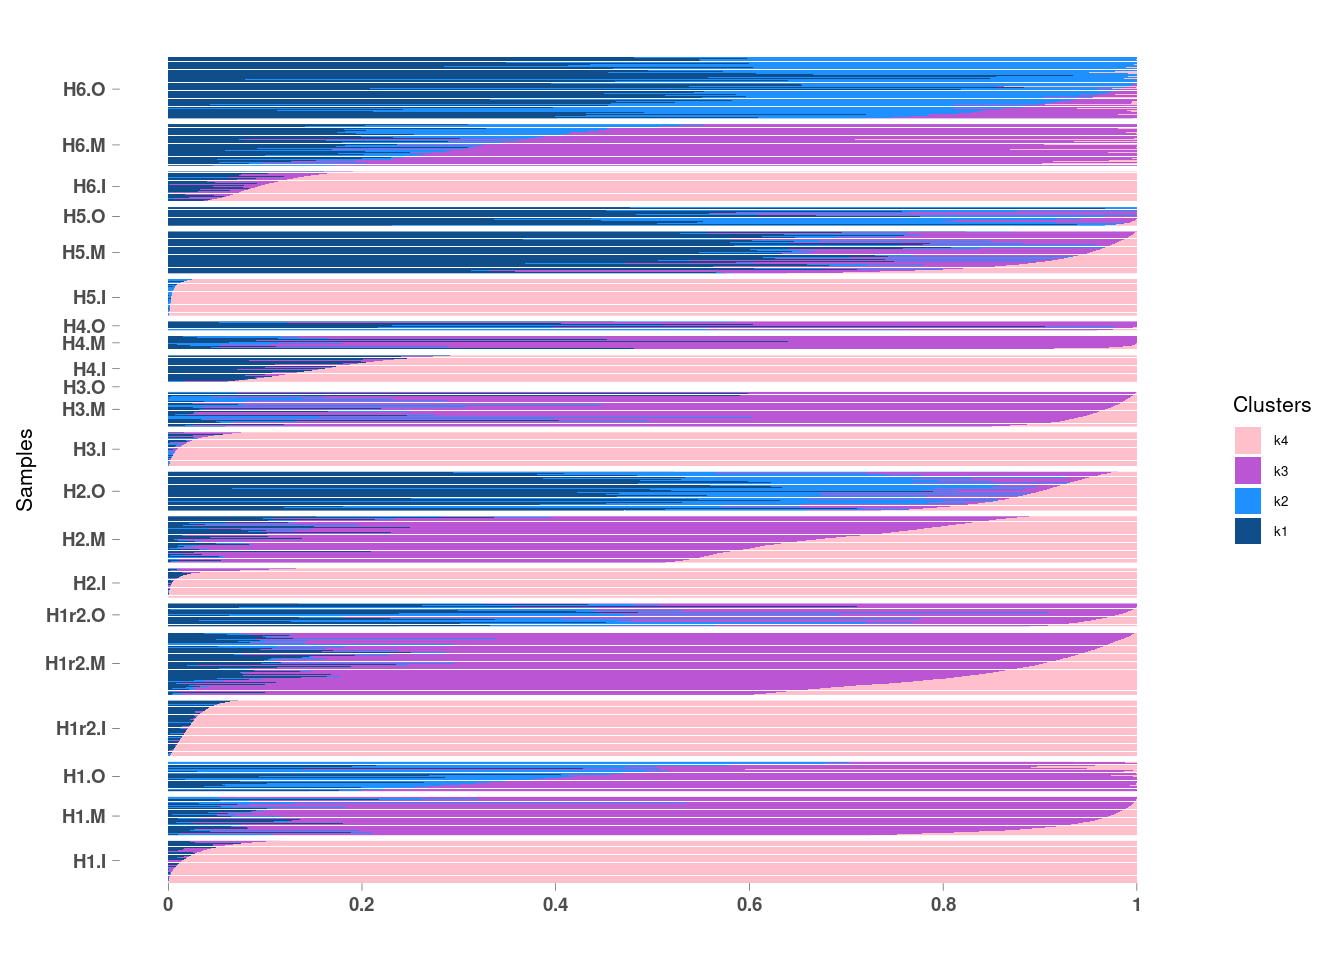 H6.O
H6.M
H6.I
H5.O
H5.M
H5.I
H4.O
H4.M
H4.I
H3.O
H3.M
H3.I
H2.O
H2.M
H2.I
H1r2.O
H1r2.M
H1r2.I
H1.O
H1.M
H1.I
Samples
0 0.2 0.4 0.6 0.8 1
Clusters
k4
k3
k2
k1